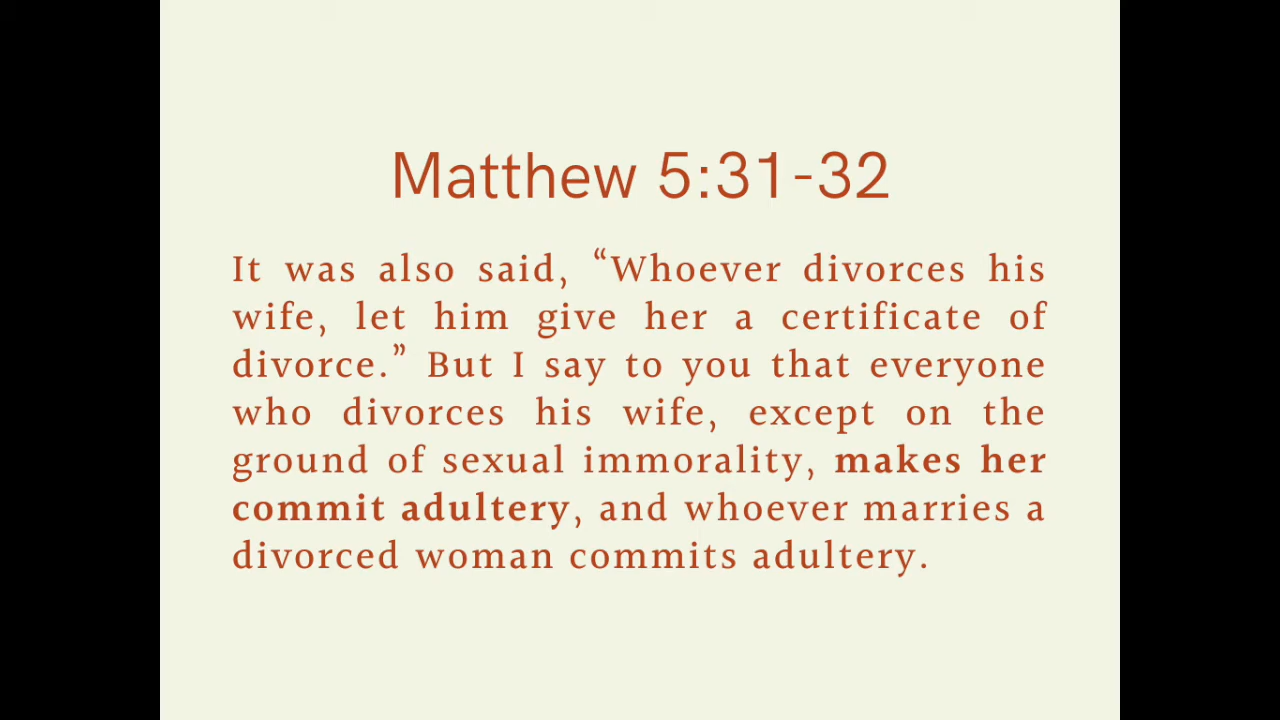 Matthew 5:31-32
It was also said, “Whoever divorces his
wife, let him give her a certificate of
divorce.” But I say to you that everyone
who divorces his wife, except on the
ground of sexual immorality, makes her
commit adultery, and whoever marries a
divorced woman commits adultery.